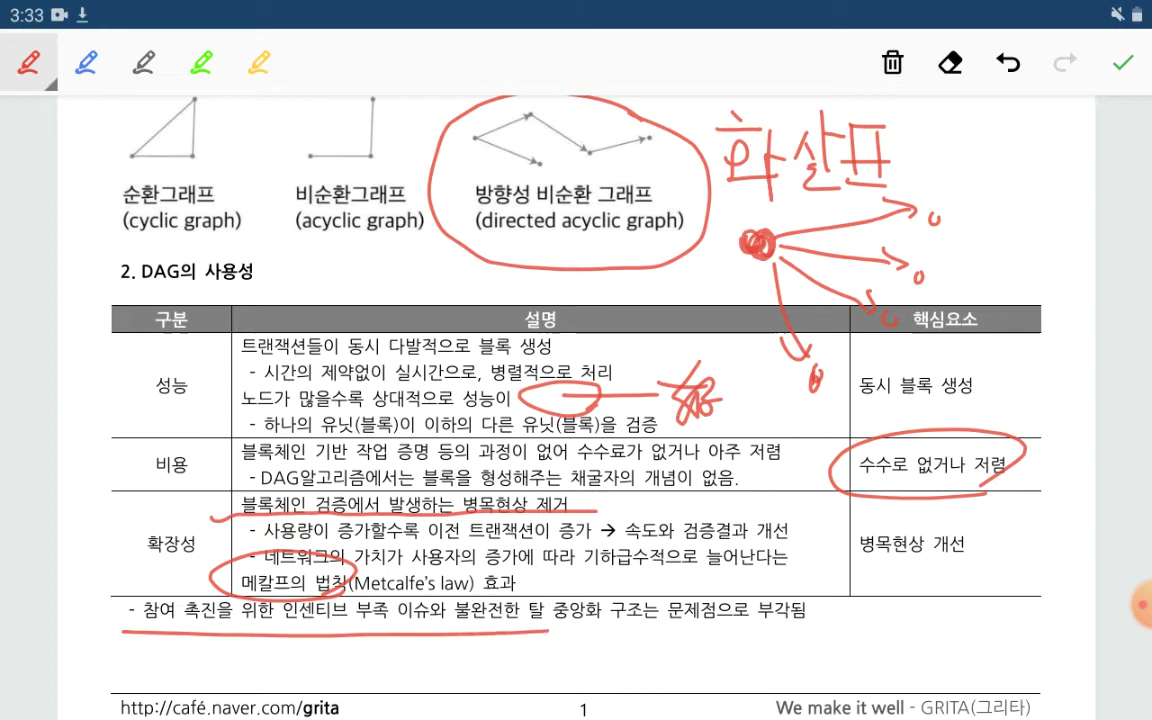 3:33
순환그래프
(cyclic graph)
비순환그래프
(acyclic graph)
방향성 비순환 그래프
(directed acyclic graph)
화살표
2. DAG의 사용성
구분
설명
핵심요소
성능
트랜잭션들이 동시 다발적으로 블록 생성
- 시간의 제약없이 실시간으로, 병렬적으로 처리
노드가 많을수록 상대적으로 성능이
- 하나의 유닛(블록)이 이하의 다른 유닛(블록)을 검증
동시 블록 생성
비용
블록체인 기반 작업 증명 등의 과정이 없어 수수료가 없거나 아주 저렴
- DAG알고리즘에서는 블록을 형성해주는 채굴자의 개념이 없음.
수수로 없거나 저렴
확장성
블록체인 검증에서 발생하는 병목현상 제거
- 사용량이 증가할수록 이전 트랜잭션이 증가 → 속도와 검증결과 개선
- 네트워크의 가치가 사용자의 증가에 따라 기하급수적으로 늘어난다는
메칼프의 법칙(Metcalfe's law) 효과
병목현상 개선
- 참여 촉진을 위한 인센티브 부족 이슈와 불완전한 탈 중앙화 구조는 문제점으로 부각됨
http://café.naver.com/grita
1
We make it well - GRITA(그리타)